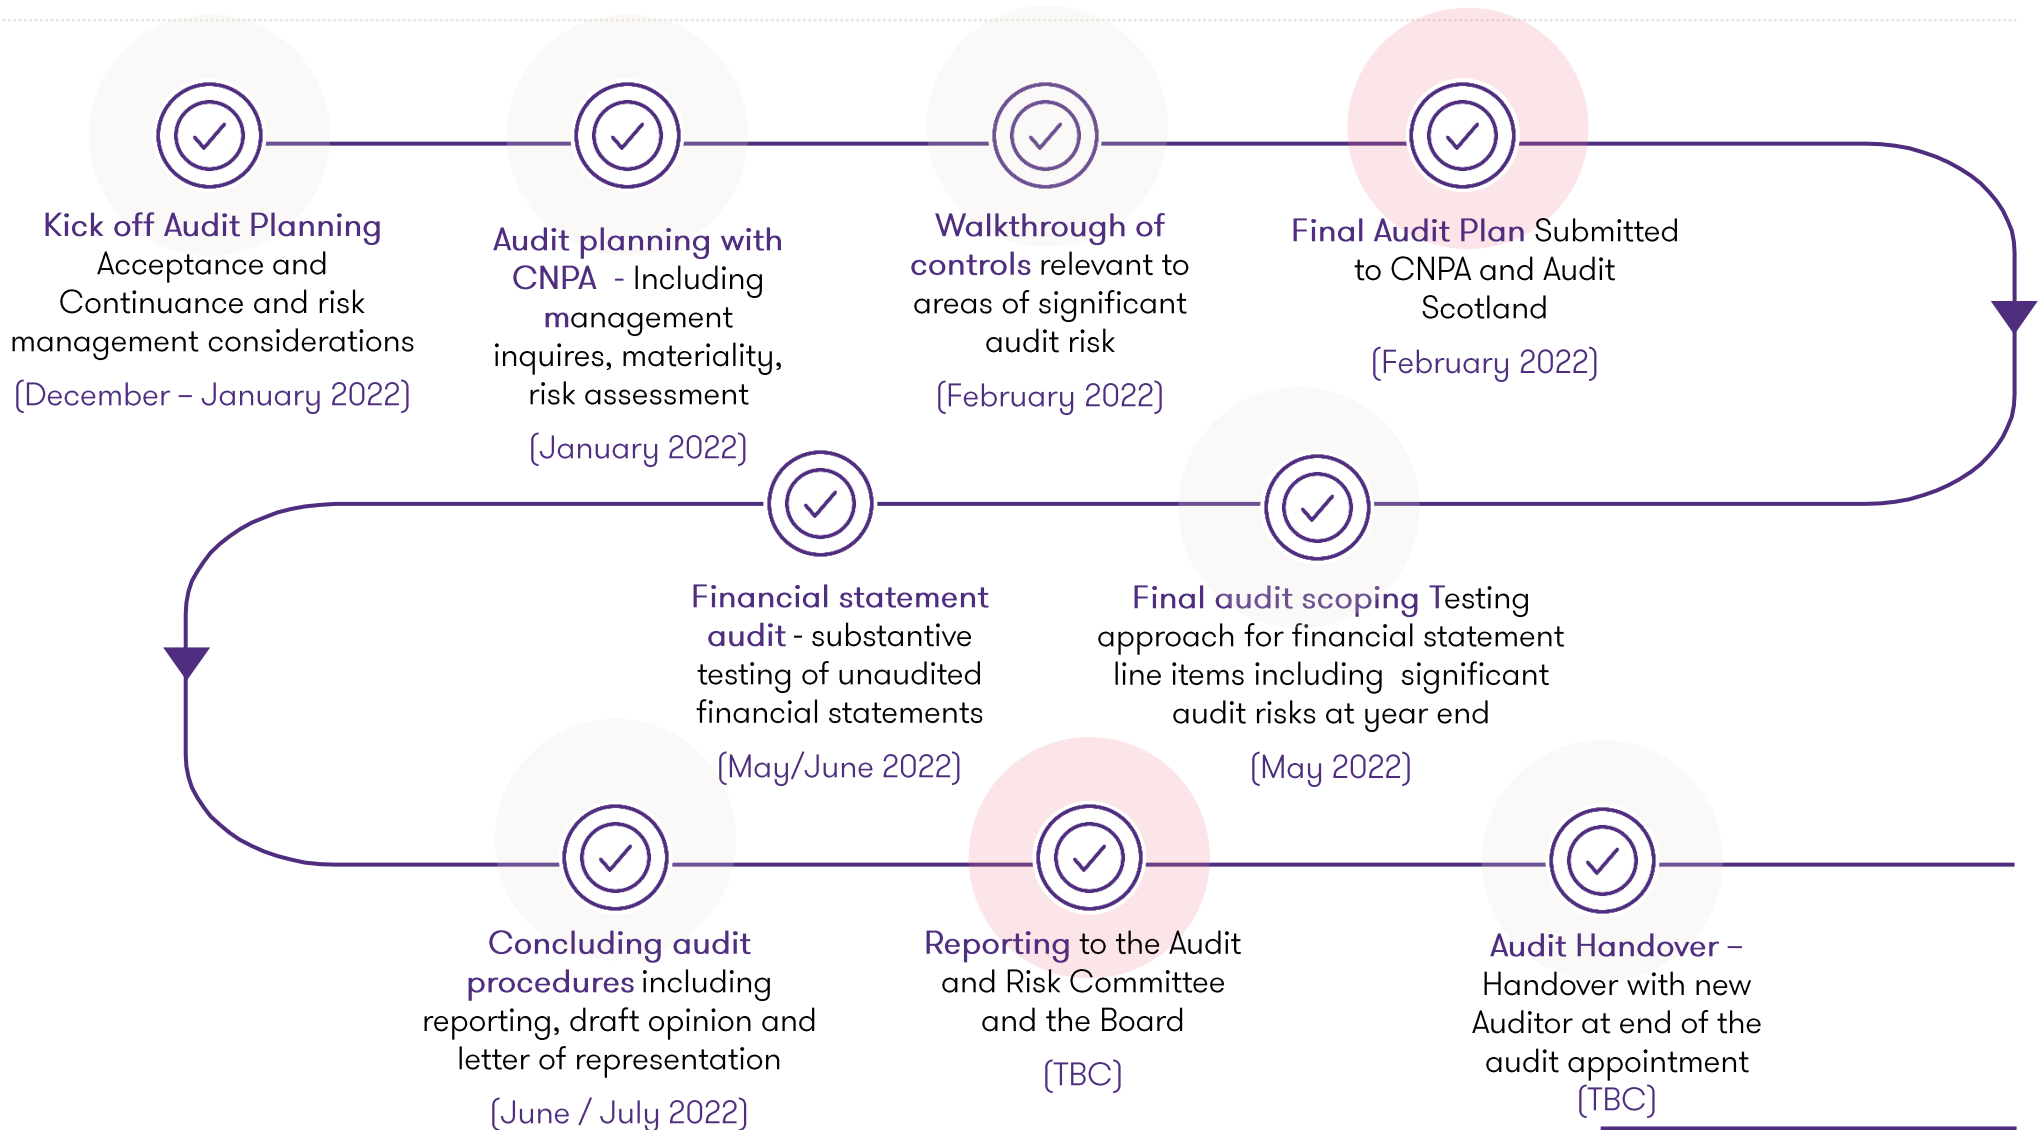 Kick off Audit Planning
Acceptance and
Continuance and risk
management considerations
(December – January 2022)
Audit planning with
CNPA - Including
management
inquires, materiality,
risk assessment
(January 2022)
Walkthrough of
controls relevant to
areas of significant
audit risk
(February 2022)
Final Audit Plan Submitted
to CNPA and Audit
Scotland
(February 2022)
Final audit scoping Testing
approach for financial statement
line items including significant
audit risks at year end
(May 2022)
Financial statement
audit - substantive
testing of unaudited
financial statements
(May/June 2022)
Concluding audit
procedures including
reporting, draft opinion and
letter of representation
(June / July 2022)
Reporting to the Audit
and Risk Committee
and the Board
(TBC)
Audit Handover –
Handover with new
Auditor at end of the
audit appointment
(TBC)